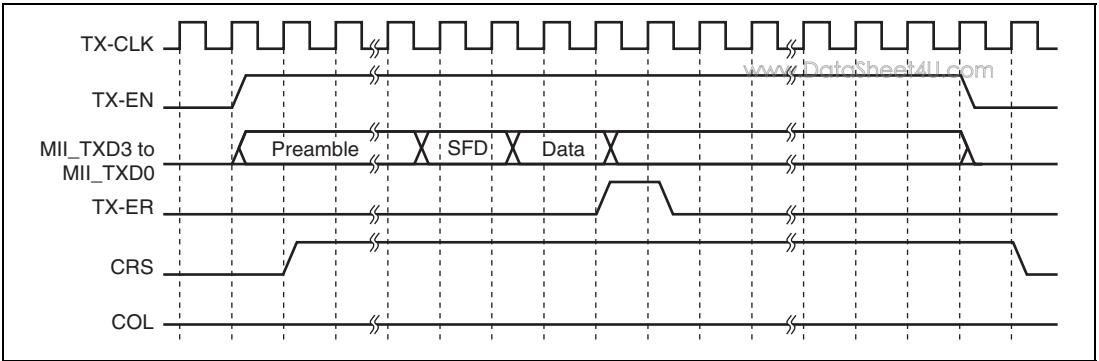 TX-CLK
www.DataSheet4U.com
TX-EN
MII_TXD3 to
MII_TXD0
Preamble
SFD
Data
TX-ER
CRS
COL